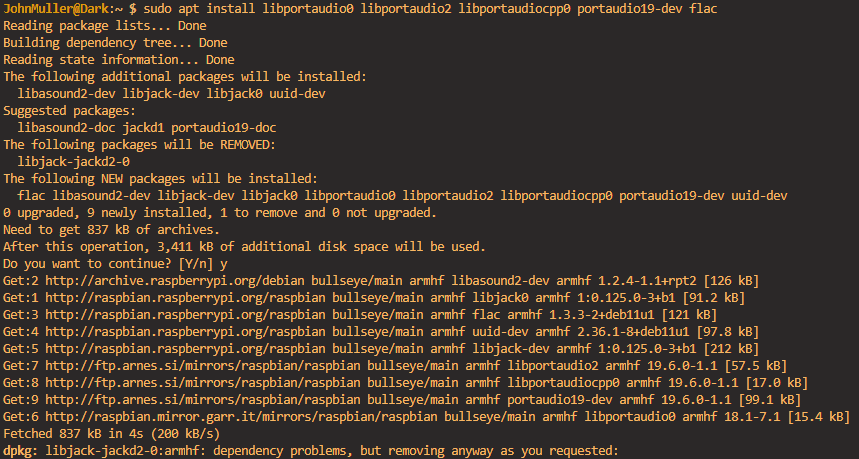 JohnMuller@Dark:~ $ sudo apt install libportaudio0 libportaudio2 libportaudiocpp0 portaudio19-dev flac
Reading package lists... Done
Building dependency tree... Done
Reading state information... Done
The following additional packages will be installed:
  libasound2-dev libjack-dev libjack0 uuid-dev
Suggested packages:
  libasound2-doc jackd1 portaudio19-doc
The following packages will be REMOVED:
  libjack-jackd2-0
The following NEW packages will be installed:
  flac libasound2-dev libjack-dev libjack0 libportaudio0 libportaudio2 libportaudiocpp0 portaudio19-dev uuid-dev
0 upgraded, 9 newly installed, 1 to remove and 0 not upgraded.
Need to get 837 kB of archives.
After this operation, 3,411 kB of additional disk space will be used.
Do you want to continue? [Y/n] y
Get:2 http://archive.raspberrypi.org/debian bullseye/main armhf libasound2-dev armhf 1.2.4-1.1+rpt2 [126 kB]
Get:1 http://archive.raspberrypi.org/raspbian bullseye/main armhf libjack0 armhf 1:0.125.0-3+b1 [91.2 kB]
Get:3 http://archive.raspberrypi.org/raspbian bullseye/main armhf flac armhf 1.3.3-2+deb11u1 [121 kB]
Get:4 http://archive.raspberrypi.org/raspbian bullseye/main armhf uuid-dev armhf 2.36.1-8+deb11u1 [97.8 kB]
Get:5 http://archive.raspberrypi.org/raspbian bullseye/main armhf libjack-dev armhf 1:0.125.0-3+b1 [212 kB]
Get:7 http://ftp.arnes.si/mirrors/raspbian/raspbian bullseye/main armhf libportaudio2 armhf 19.6.0-1.1 [57.5 kB]
Get:8 http://ftp.arnes.si/mirrors/raspbian/raspbian bullseye/main armhf libportaudiocpp0 armhf 19.6.0-1.1 [17.0 kB]
Get:9 http://ftp.arnes.si/mirrors/raspbian/raspbian bullseye/main armhf portaudio19-dev armhf 19.6.0-1.1 [99.1 kB]
Get:6 http://raspbian.mirror.garr.it/mirrors/raspbian/raspbian bullseye/main armhf libportaudio0 armhf 18.1-7.1 [15.4 kB]
Fetched 837 kB in 4s (200 kB/s)
dpkg: libjack-jackd2-0:armhf: dependency problems, but removing anyway as you requested: